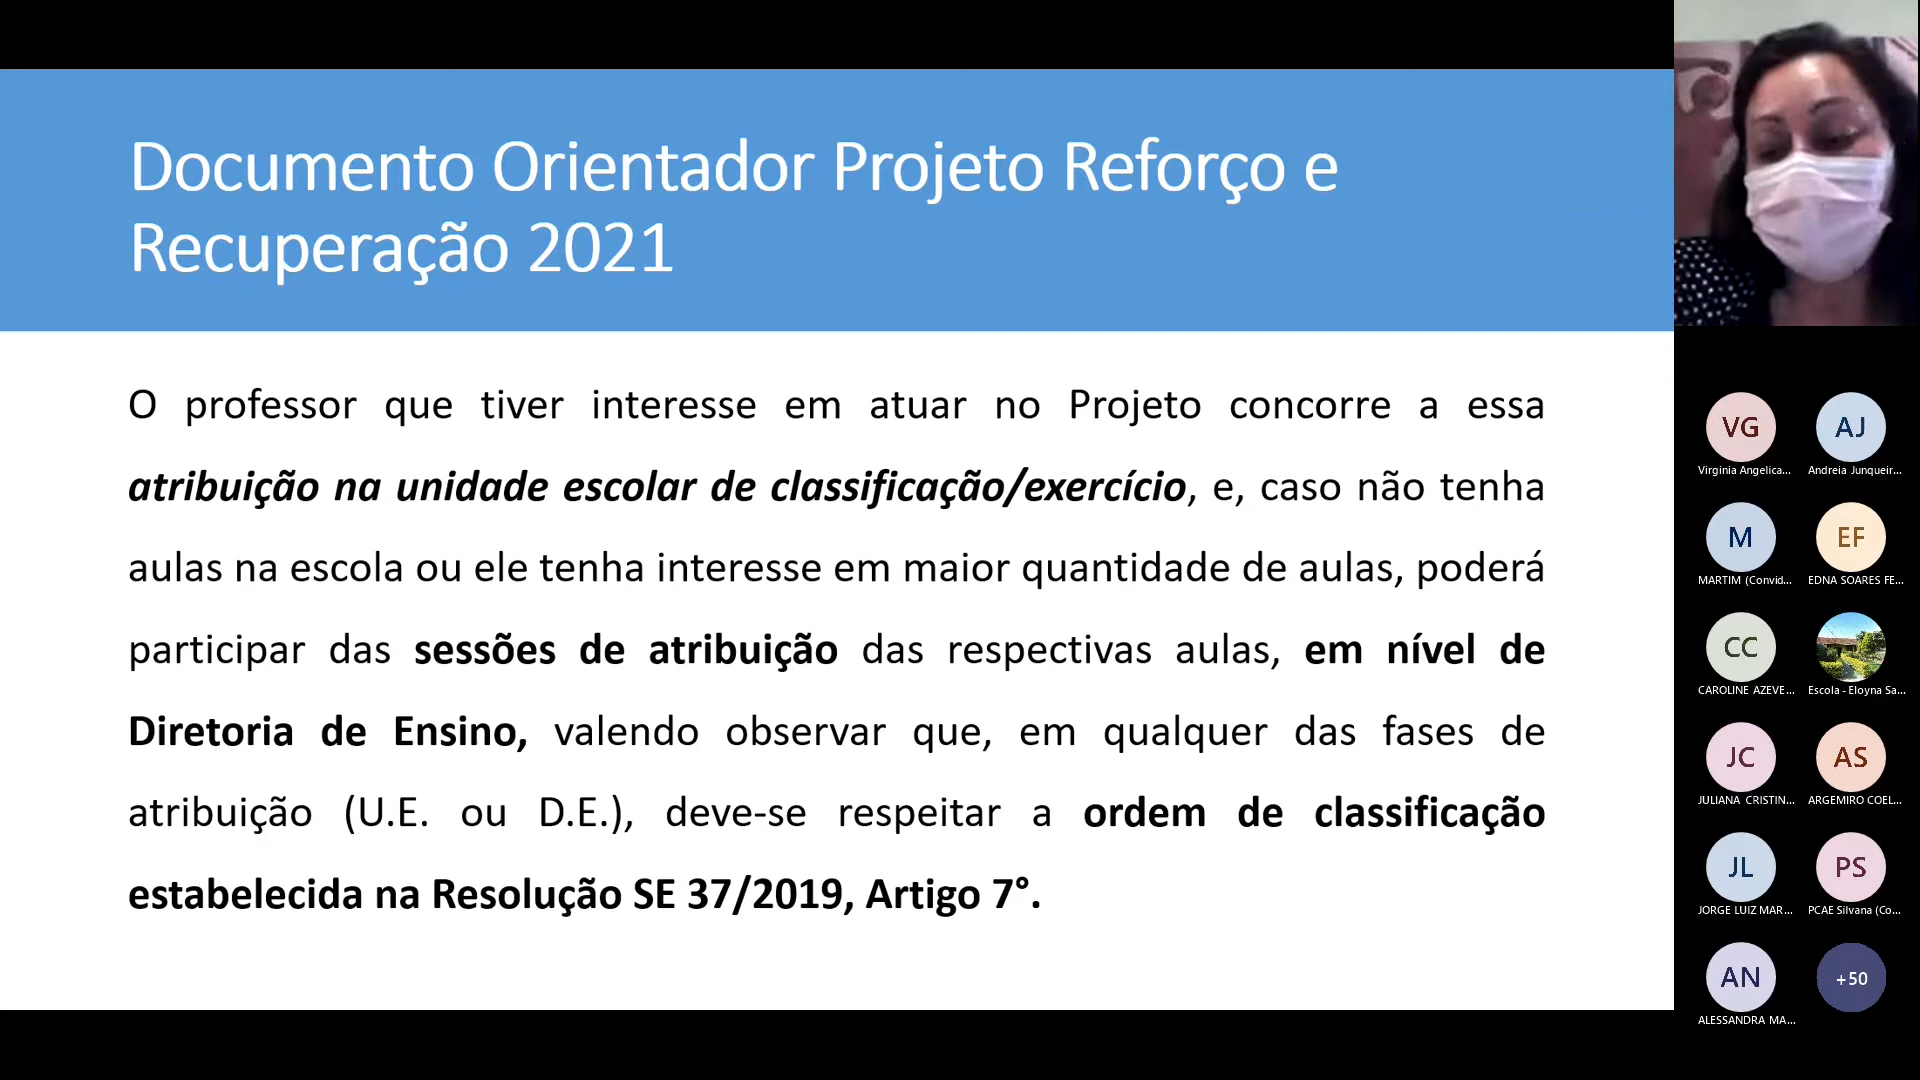 Documento Orientador Projeto Reforço e
Recuperação 2021
O professor que tiver interesse em atuar no Projeto concorre a essa
atribuição na unidade escolar de classificação/exercício, e, caso não tenha
aulas na escola ou ele tenha interesse em maior quantidade de aulas, poderá
participar das sessões de atribuição das respectivas aulas, em nível de
Diretoria de Ensino, valendo observar que, em qualquer das fases de
atribuição (U.E. ou D.E.), deve-se respeitar a ordem de classificação
estabelecida na Resolução SE 37/2019, Artigo 7°.
VG AJ
Virginia Angelica... Andreia Junqueir...
M EF
MARTIM (Convid... EDNA SOARES FE...
CC
CAROLINE AZEVE... Escola - Eloyna Sa...
JC AS
JULIANA CRISTIN... ARGEMIRO COEL...
JL PS
JORGE LUIZ MAR... PCAE Silvana (Co...
AN +50
ALESSANDRA MA...